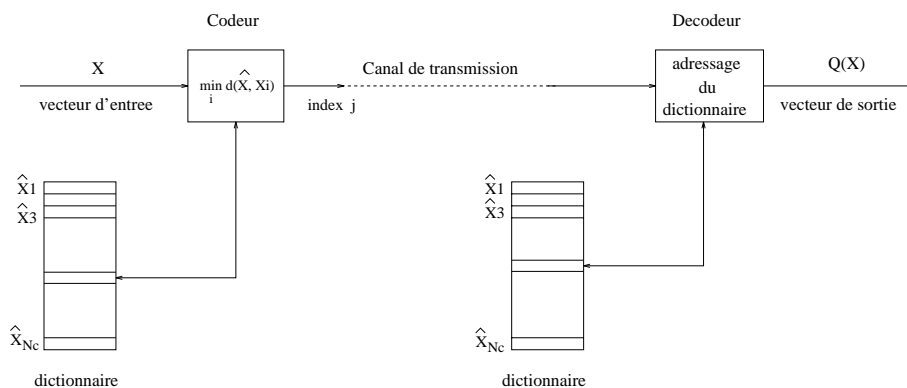 Codeur
Decodeur
X
min d(X̂, Xi)
i
Canal de transmission
adressage
du
dictionnaire
Q(X)
vecteur d'entree
index j
vecteur de sortie
X̂1
X̂3
X̂Nc
dictionnaire
X̂1
X̂3
X̂Nc
dictionnaire